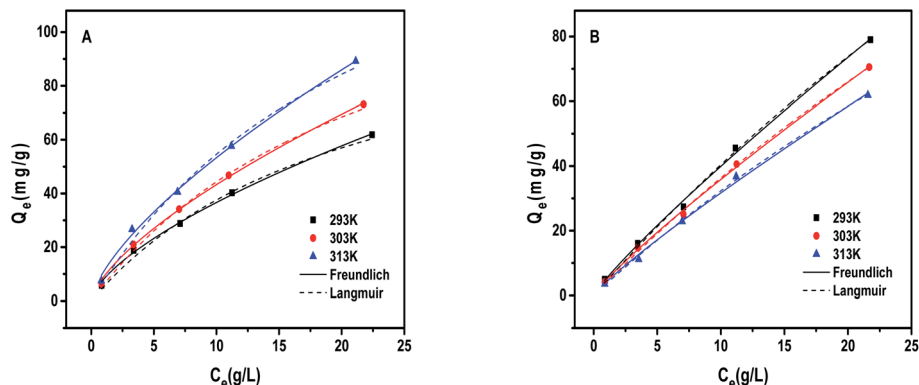 A
Qe(mg/g)
100
80
60
40
20
0
293K
303K
313K
Freundlich
Langmuir
0 5 10 15 20 25
Ce(g/L)
B
Qe(mg/g)
80
60
40
20
0
293K
303K
313K
Freundlich
Langmuir
0 5 10 15 20 25
Ce(g/L)